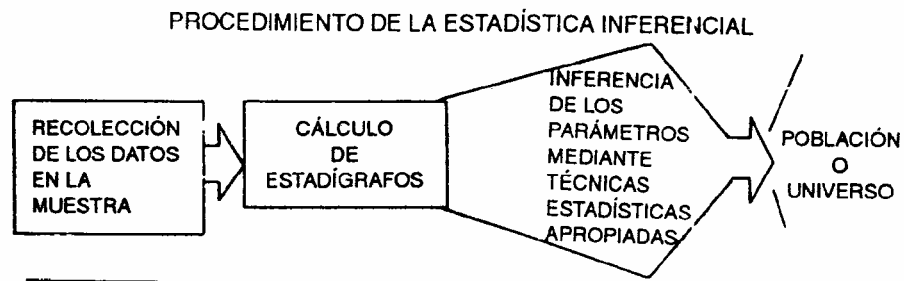 PROCEDIMIENTO DE LA ESTADÍSTICA INFERENCIAL
RECOLECCIÓN
DE LOS DATOS
EN LA
MUESTRA
CÁLCULO
DE
ESTADÍGRAFOS
INFERENCIA
DE LOS
PARÁMETROS
MEDIANTE
TÉCNICAS
ESTADÍSTICAS
APROPIADAS
POBLACIÓN
O
UNIVERSO